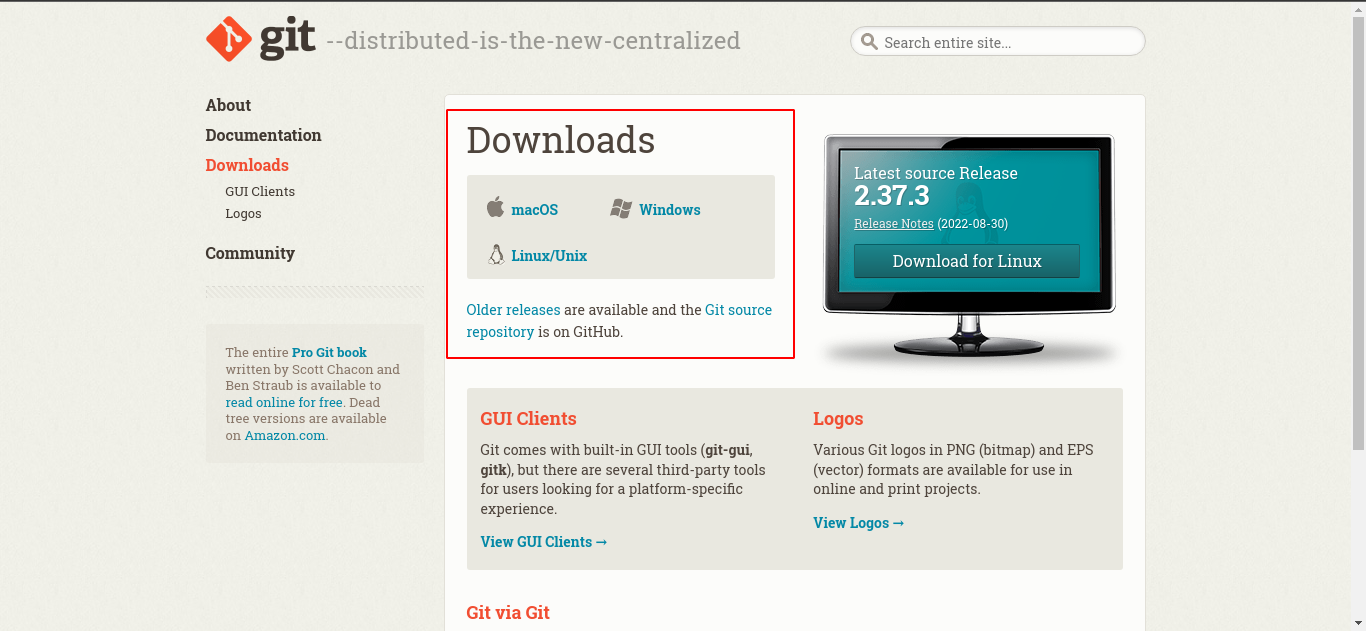 git --distributed-is-the-new-centralized
Search entire site...
About
Documentation
Downloads
GUI Clients
Logos
Community
The entire Pro Git book
written by Scott Chacon and
Ben Straub is available to
read online for free. Dead
tree versions are available
on Amazon.com.
Downloads
macOS
Windows
Linux/Unix
Older releases are available and the Git source
repository is on GitHub.
Latest source Release
2.37.3
Release Notes (2022-08-30)
Download for Linux
GUI Clients
Git comes with built-in GUI tools (git-gui,
gitk), but there are several third-party tools
for users looking for a platform-specific
experience.
View GUI Clients →
Logos
Various Git logos in PNG (bitmap) and EPS
(vector) formats are available for use in
online and print projects.
View Logos →
Git via Git